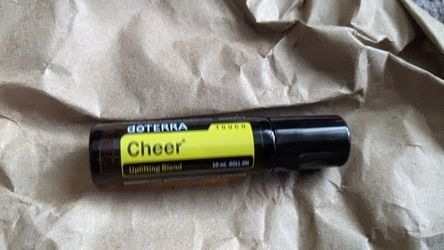 dōTERRA
TOUCH
Cheer®
Uplifting Blend
10 mL ROLL ON